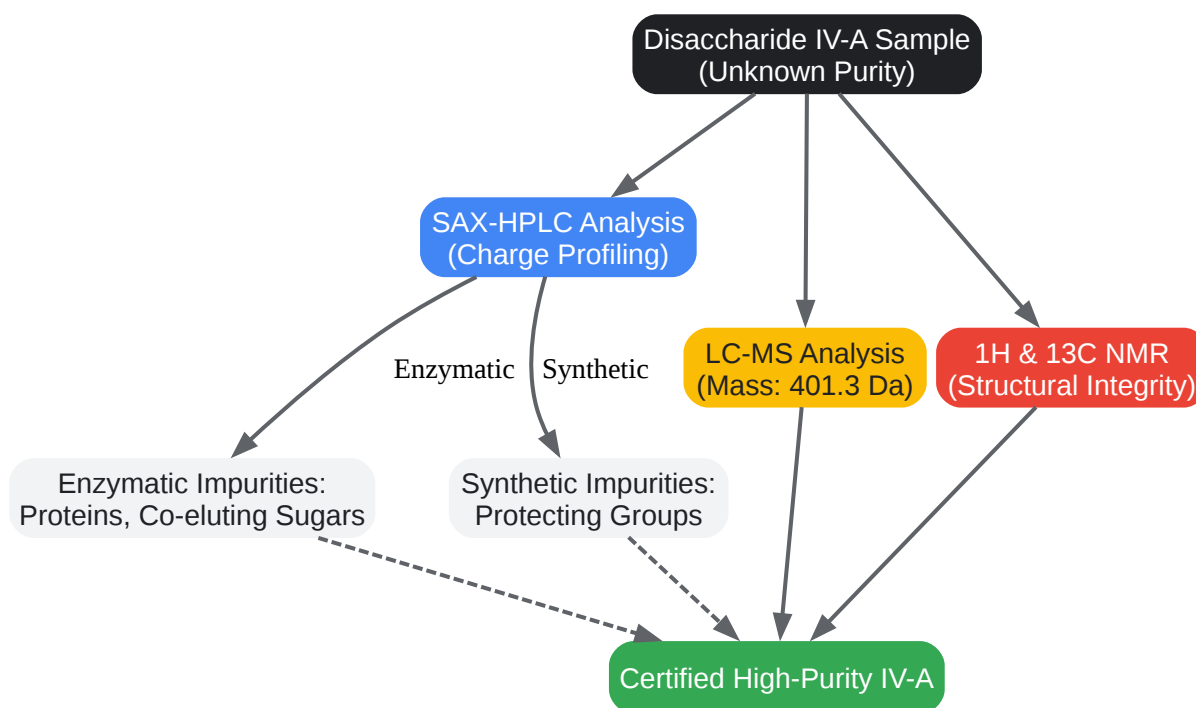 Disaccharide IV-A Sample
(Unknown Purity)
SAX-HPLC Analysis
(Charge Profiling)
LC-MS Analysis
(Mass: 401.3 Da)
1H & 13C NMR
(Structural Integrity)
Enzymatic
Synthetic
Enzymatic Impurities:
Proteins, Co-eluting Sugars
Synthetic Impurities:
Protecting Groups
Certified High-Purity IV-A